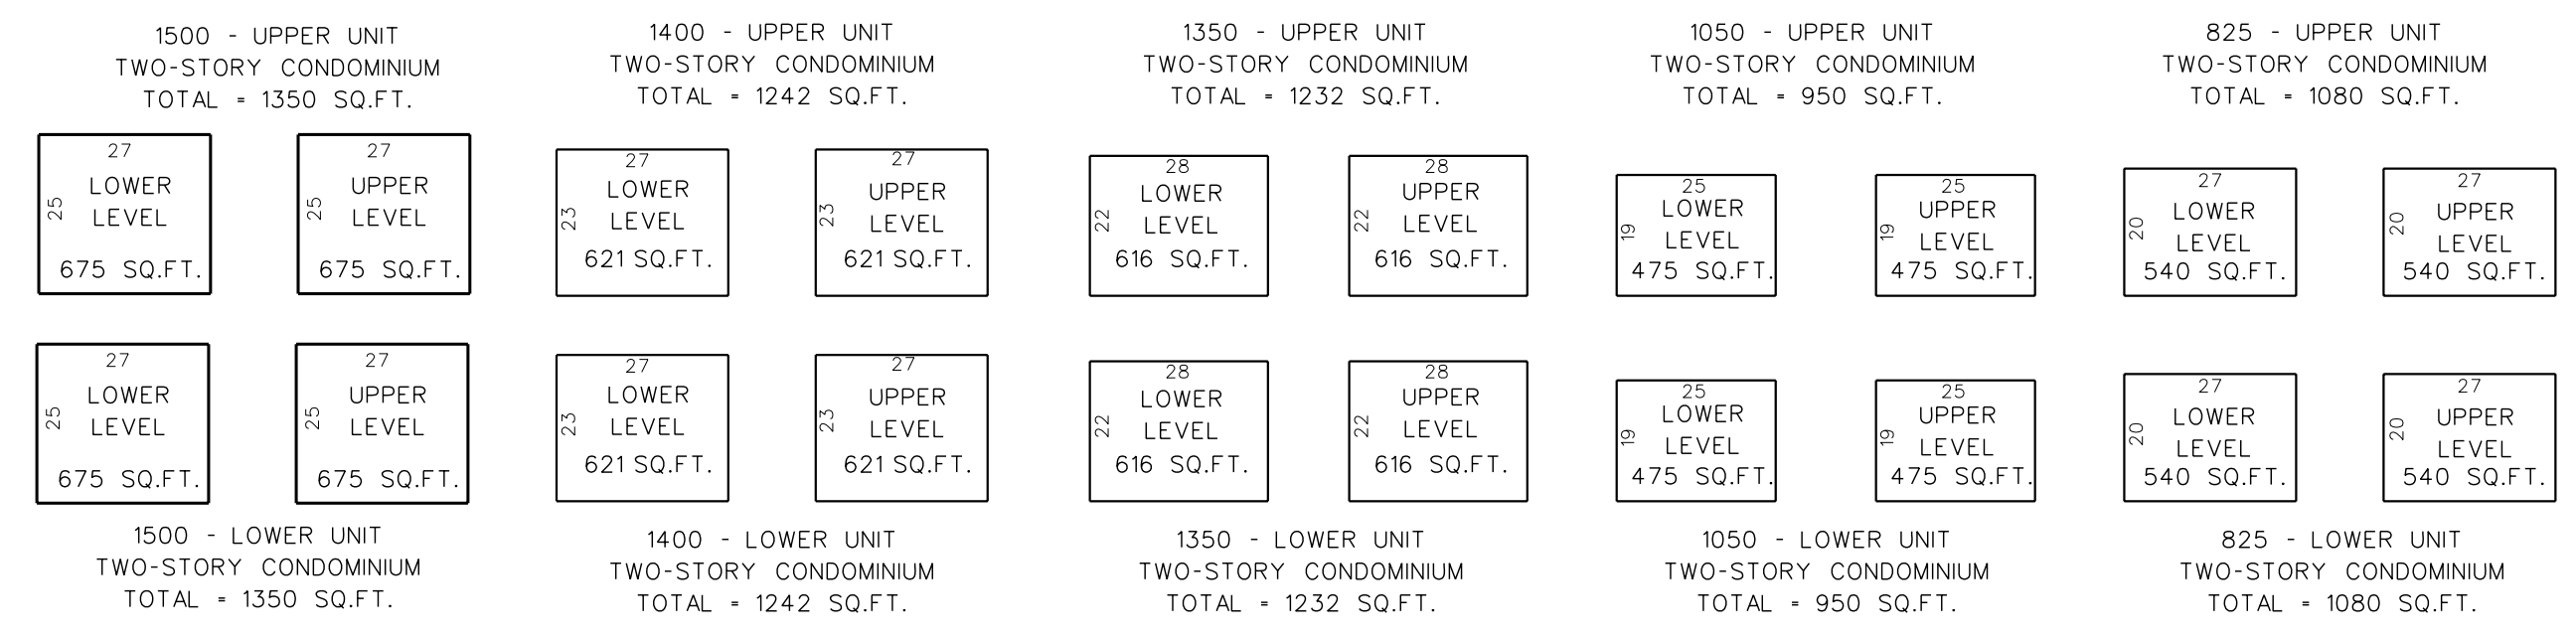 1500 - UPPER UNIT
TWO-STORY CONDOMINIUM
TOTAL = 1350 SQ.FT.
27
LOWER
LEVEL
25
675 SQ.FT.
27
UPPER
LEVEL
25
675 SQ.FT.
27
LOWER
LEVEL
25
675 SQ.FT.
27
UPPER
LEVEL
25
675 SQ.FT.
1500 - LOWER UNIT
TWO-STORY CONDOMINIUM
TOTAL = 1350 SQ.FT.
1400 - UPPER UNIT
TWO-STORY CONDOMINIUM
TOTAL = 1242 SQ.FT.
27
LOWER
LEVEL
23
621 SQ.FT.
27
UPPER
LEVEL
23
621 SQ.FT.
27
LOWER
LEVEL
23
621 SQ.FT.
27
UPPER
LEVEL
23
621 SQ.FT.
1400 - LOWER UNIT
TWO-STORY CONDOMINIUM
TOTAL = 1242 SQ.FT.
1350 - UPPER UNIT
TWO-STORY CONDOMINIUM
TOTAL = 1232 SQ.FT.
28
LOWER
LEVEL
22
616 SQ.FT.
28
UPPER
LEVEL
22
616 SQ.FT.
28
LOWER
LEVEL
22
616 SQ.FT.
28
UPPER
LEVEL
22
616 SQ.FT.
1350 - LOWER UNIT
TWO-STORY CONDOMINIUM
TOTAL = 1232 SQ.FT.
1050 - UPPER UNIT
TWO-STORY CONDOMINIUM
TOTAL = 950 SQ.FT.
25
LOWER
LEVEL
19
475 SQ.FT.
25
UPPER
LEVEL
19
475 SQ.FT.
25
LOWER
LEVEL
19
475 SQ.FT.
25
UPPER
LEVEL
19
475 SQ.FT.
1050 - LOWER UNIT
TWO-STORY CONDOMINIUM
TOTAL = 950 SQ.FT.
825 - UPPER UNIT
TWO-STORY CONDOMINIUM
TOTAL = 1080 SQ.FT.
27
LOWER
LEVEL
20
540 SQ.FT.
27
UPPER
LEVEL
20
540 SQ.FT.
27
LOWER
LEVEL
20
540 SQ.FT.
27
UPPER
LEVEL
20
540 SQ.FT.
825 - LOWER UNIT
TWO-STORY CONDOMINIUM
TOTAL = 1080 SQ.FT.